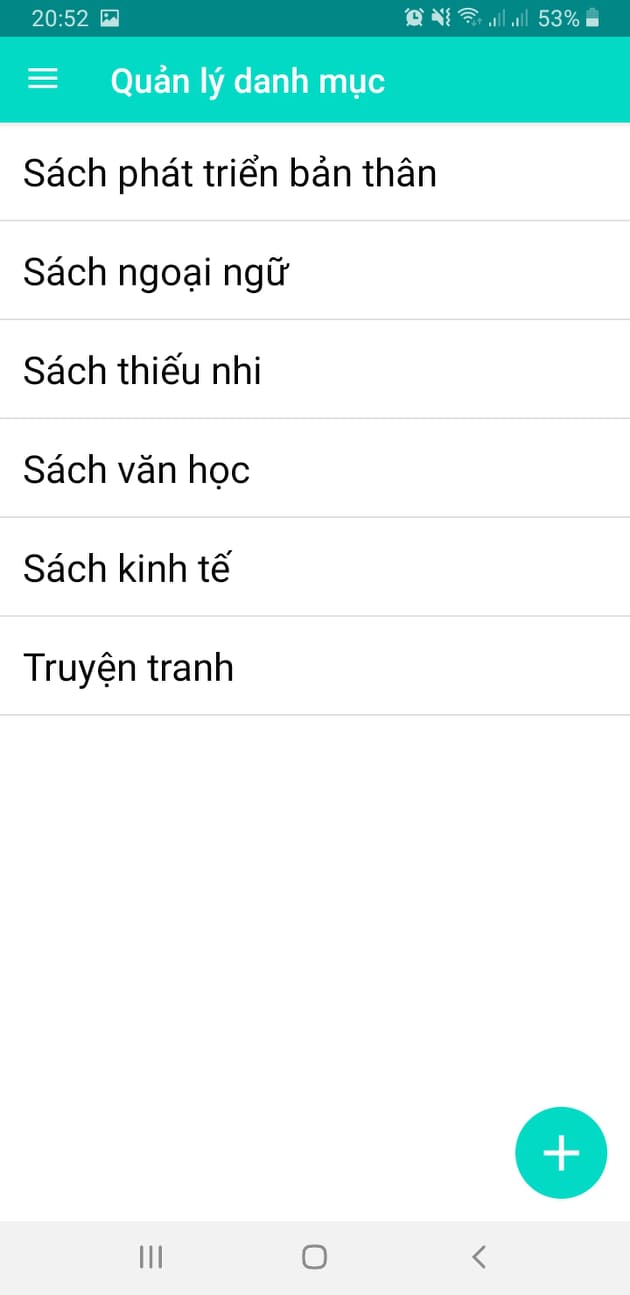 20:52
53%
Quản lý danh mục
Sách phát triển bản thân
Sách ngoại ngữ
Sách thiếu nhi
Sách văn học
Sách kinh tế
Truyện tranh